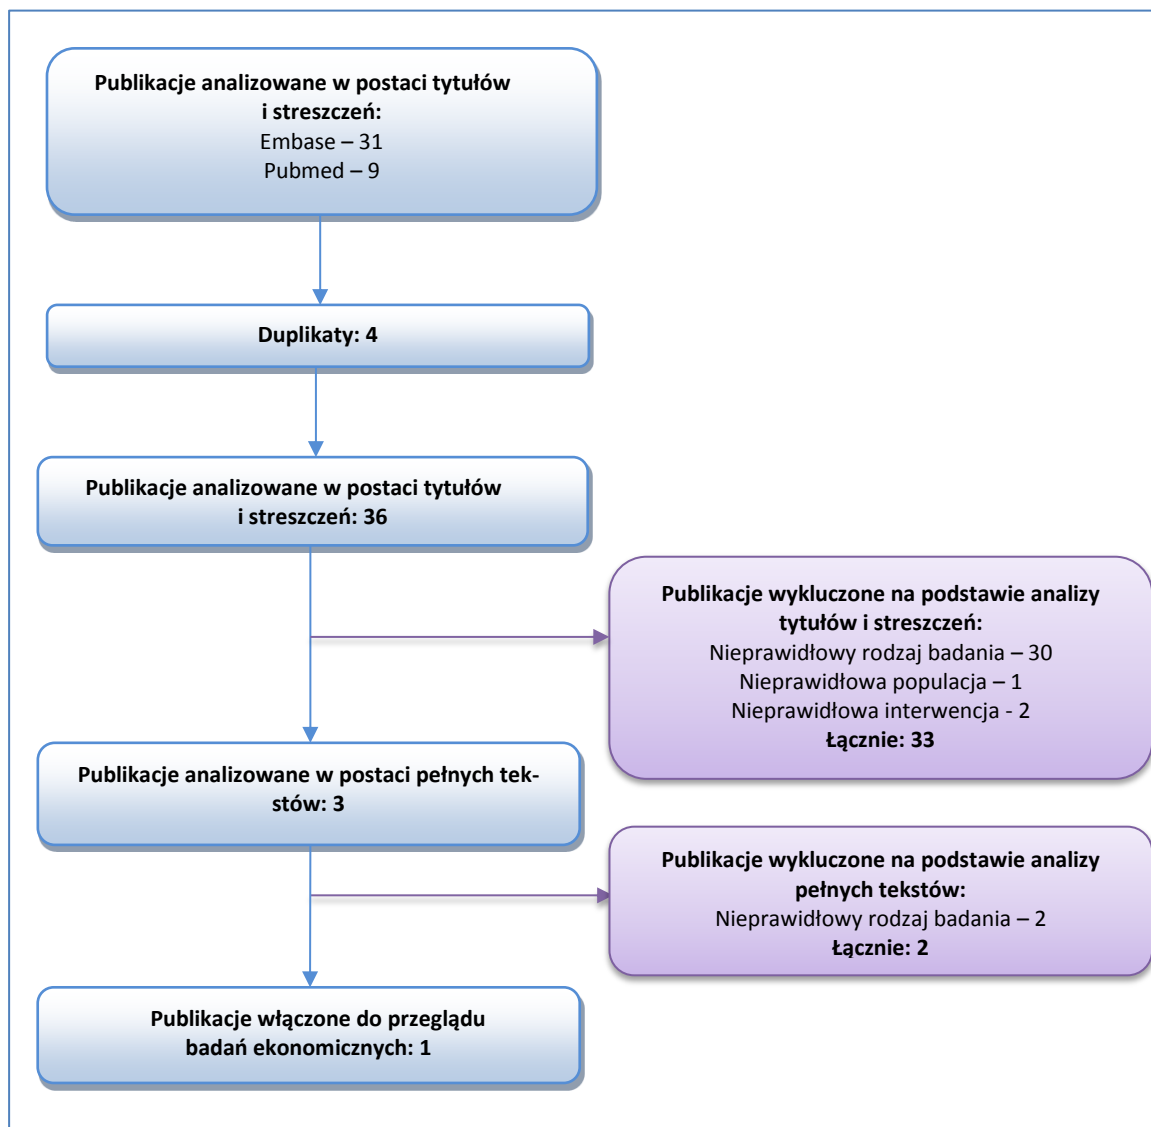 Publikacje analizowane w postaci tytułów
i streszczeń:
Embase – 31
Pubmed – 9
Duplikaty: 4
Publikacje analizowane w postaci tytułów
i streszczeń: 36
Publikacje wykluczone na podstawie analizy
tytułów i streszczeń:
Nieprawidłowy rodzaj badania – 30
Nieprawidłowa populacja – 1
Nieprawidłowa interwencja - 2
Łącznie: 33
Publikacje analizowane w postaci pełnych tek-
stów: 3
Publikacje wykluczone na podstawie analizy
pełnych tekstów:
Nieprawidłowy rodzaj badania – 2
Łącznie: 2
Publikacje włączone do przeglądu
badań ekonomicznych: 1